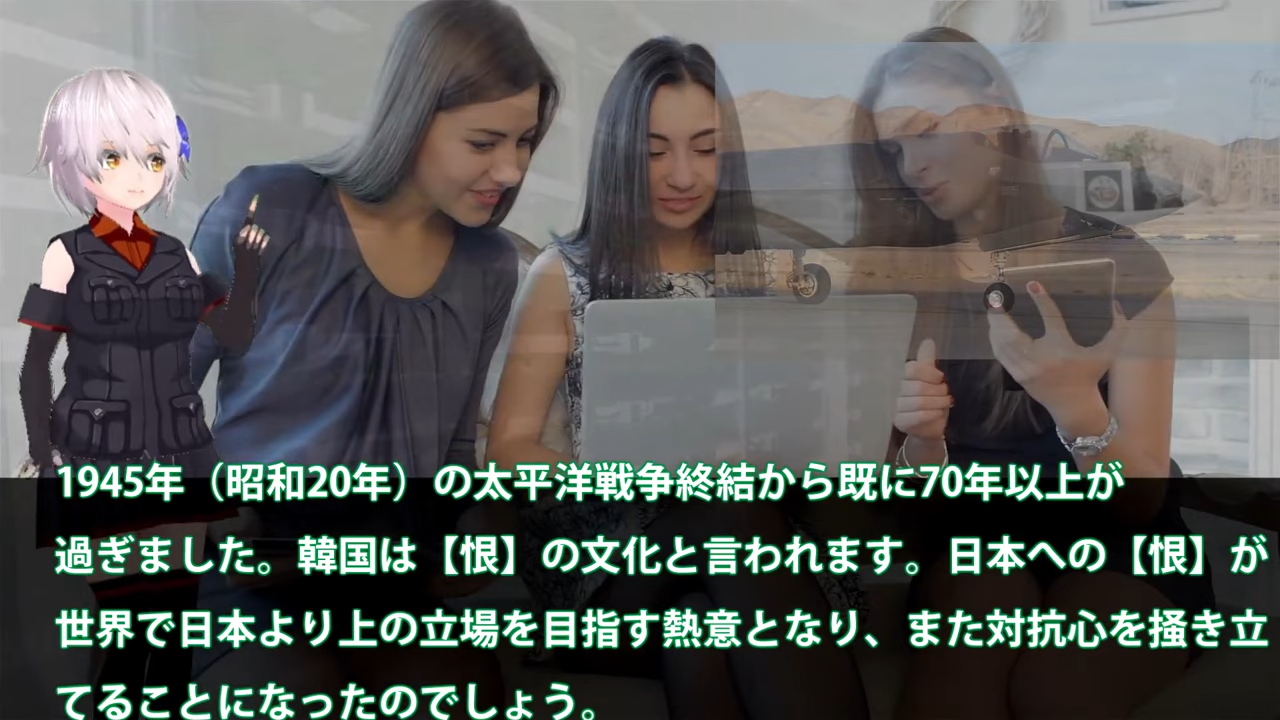 1945年（昭和20年）の太平洋戦争終結から既に70年以上が
過ぎました。韓国は【恨】の文化と言われます。日本への【恨】が
世界で日本より上の立場を目指す熱意となり、また対抗心を掻き立
てることになったのでしょう。